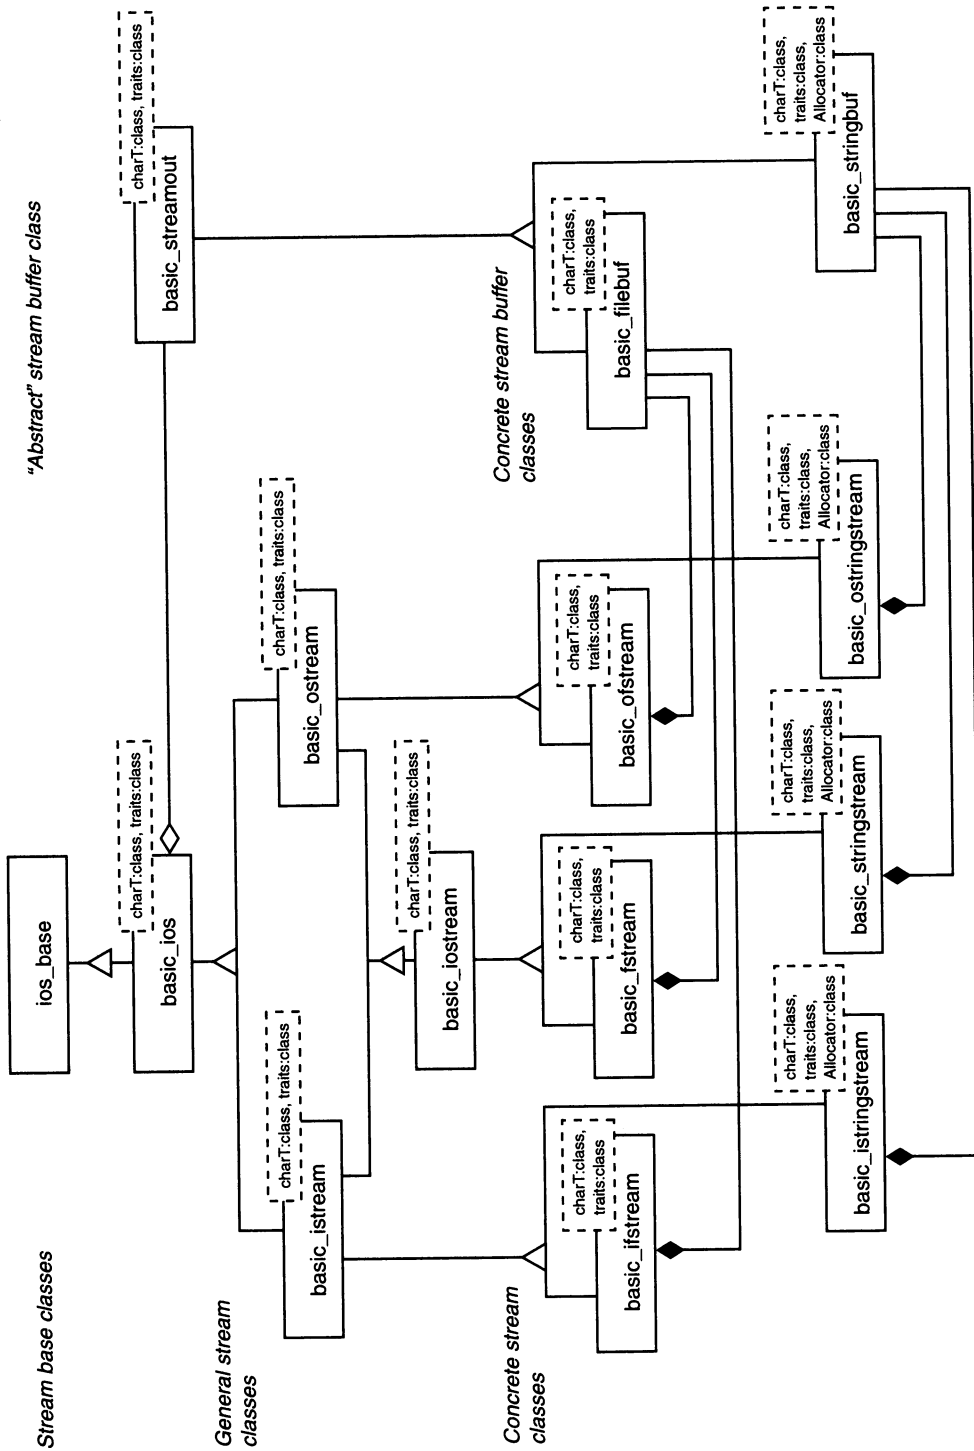 Stream base classes
"Abstract" stream buffer class
ios_base
charT:class, traits:class
basic_ios
charT:class, traits:class
basic_streamout
General stream
classes
charT:class, traits:class
basic_istream
charT:class, traits:class
basic_ostream
charT:class, traits:class
basic_iostream
Concrete stream
classes
Concrete stream buffer
classes
charT:class,
traits:class
basic_ifstream
charT:class,
traits:class
basic_fstream
charT:class,
traits:class
basic_ofstream
charT:class,
traits:class
basic_filebuf
charT:class,
traits:class,
Allocator:class
basic_istringstream
charT:class,
traits:class,
Allocator:class
basic_stringstream
charT:class,
traits:class,
Allocator:class
basic_ostringstream
charT:class,
traits:class,
Allocator:class
basic_stringbuf